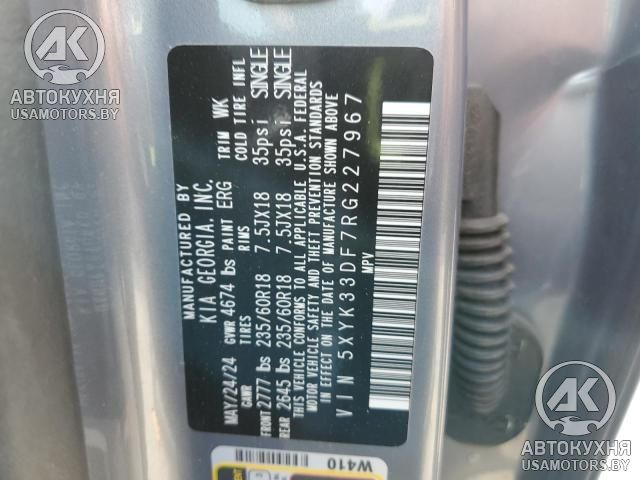 AK
АВТОКУХНЯ
USAMOTORS.BY
MANUFACTURED BY
KIA GEORGIA, INC.
MAY/24/24 GVWR 4674 lbs PAINT ERG TRIM WK
GAWR TIRES RIMS COLD TIRE INFL
FRONT 2777 lbs 235/60R18 7.5JX18 35psi SINGLE
REAR 2645 lbs 235/60R18 7.5JX18 35psi SINGLE
THIS VEHICLE CONFORMS TO ALL APPLICABLE U.S.A. FEDERAL
MOTOR VEHICLE SAFETY AND THEFT PREVENTION STANDARDS
IN EFFECT ON THE DATE OF MANUFACTURE SHOWN ABOVE
VIN 5XYK33DF7RG227967
MPV
W410
AK
АВТОКУХНЯ
USAMOTORS.BY